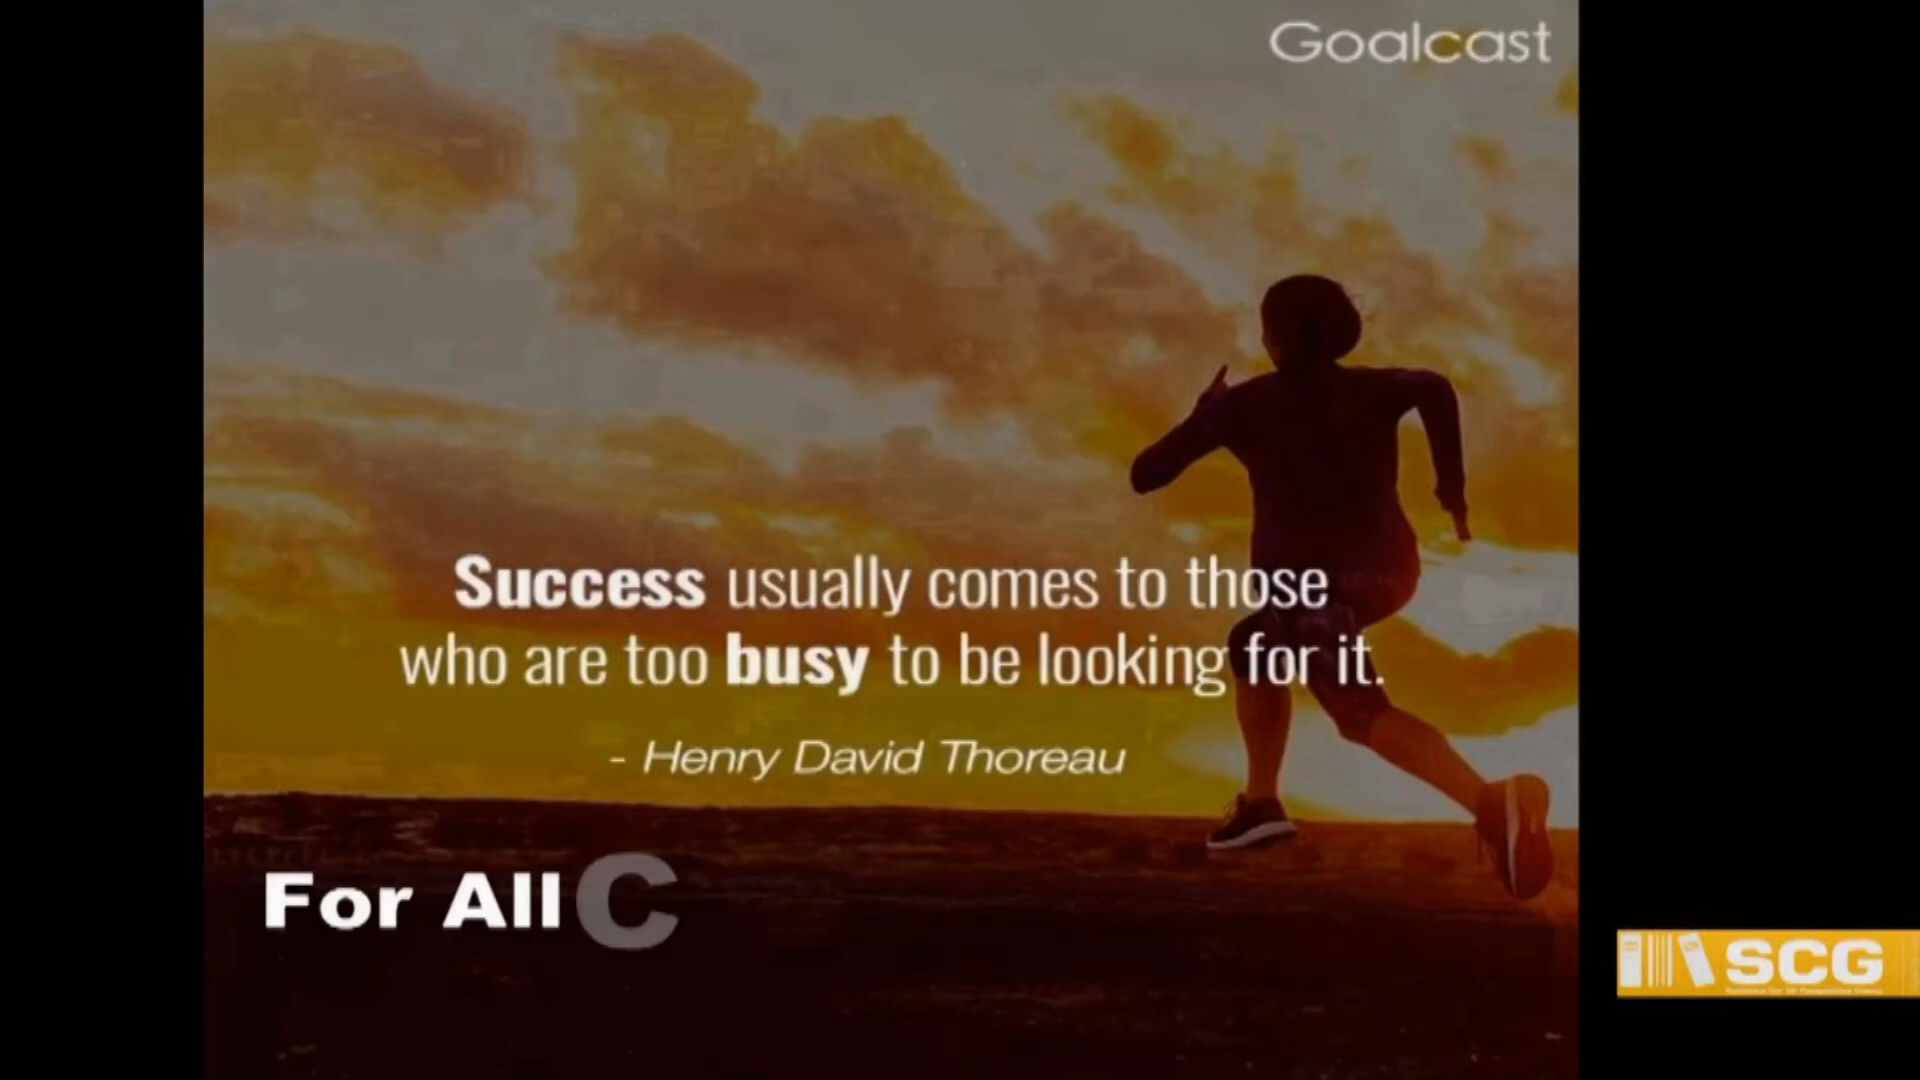 Goalcast
Success usually comes to those
who are too busy to be looking for it.
- Henry David Thoreau
For All C
SCG